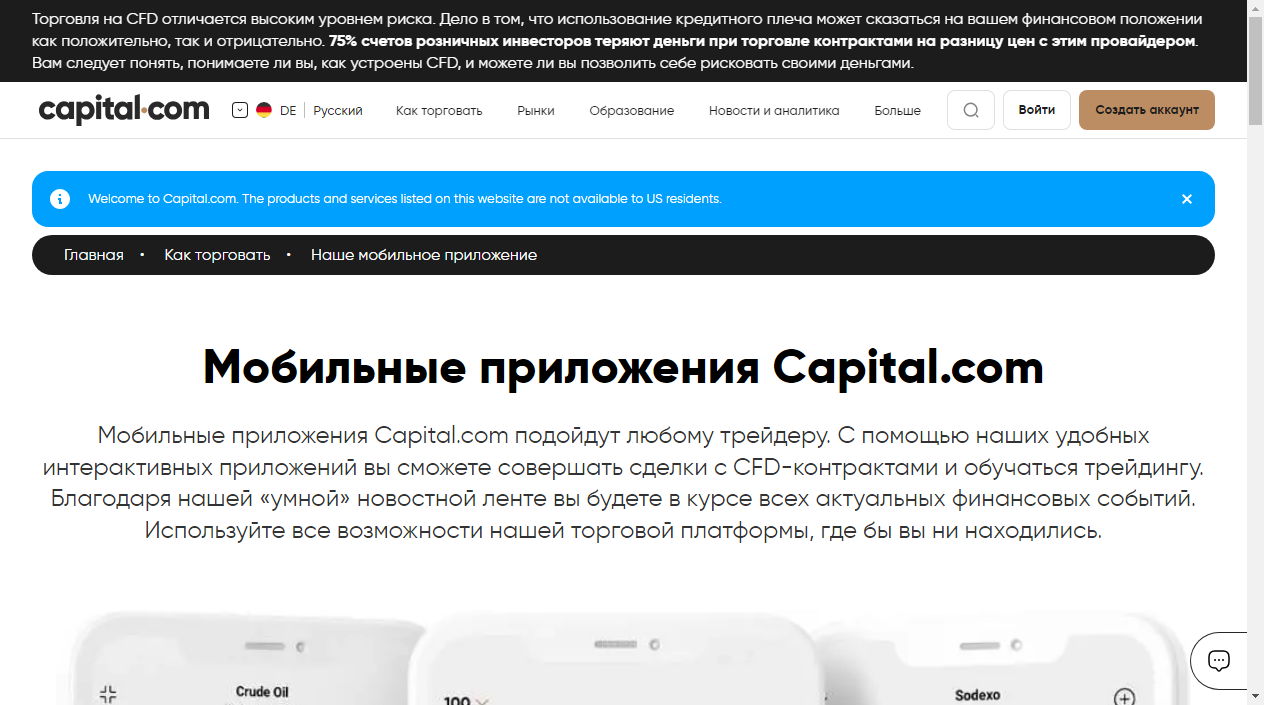 Торговля на CFD отличается высоким уровнем риска. Дело в том, что использование кредитного плеча может сказаться на вашем финансовом положении
как положительно, так и отрицательно. 75% счетов розничных инвесторов теряют деньги при торговле контрактами на разницу цен с этим провайдером.
Вам следует понять, понимаете ли вы, как устроены CFD, и можете ли вы позволить себе рисковать своими деньгами.
capital.com DE Русский Как торговать Рынки Образование Новости и аналитика Больше Войти Создать аккаунт
Welcome to Capital.com. The products and services listed on this website are not available to US residents.
Главная • Как торговать • Наше мобильное приложение
Мобильные приложения Capital.com
Мобильные приложения Capital.com подойдут любому трейдеру. С помощью наших удобных
интерактивных приложений вы сможете совершать сделки с CFD-контрактами и обучаться трейдингу.
Благодаря нашей «умной» новостной ленте вы будете в курсе всех актуальных финансовых событий.
Используйте все возможности нашей торговой платформы, где бы вы ни находились.
Crude Oil 100 Sodexo